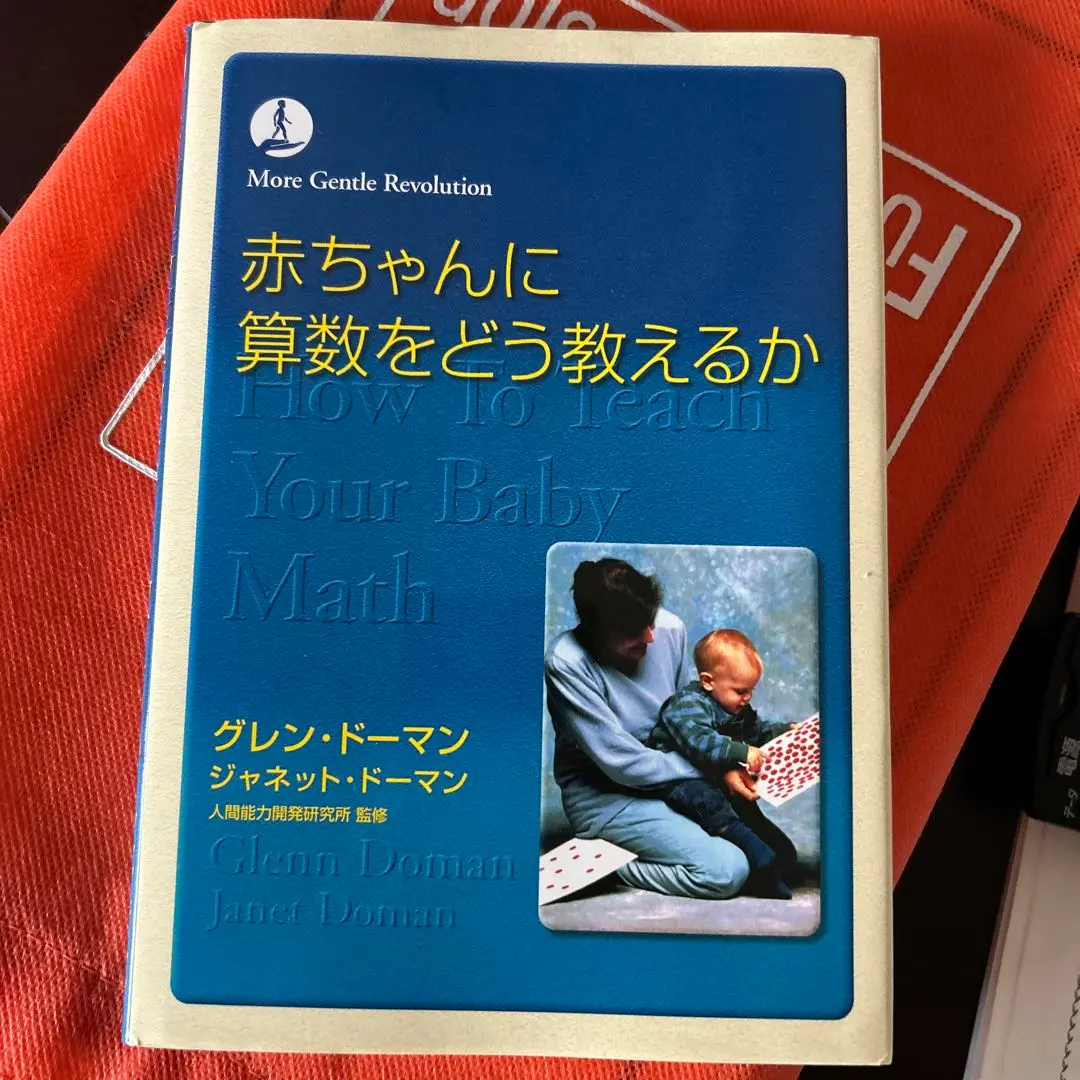 More Gentle Revolution
赤ちゃんに
算数をどう教えるか
How To Teach
Your Baby
Math
グレン・ドーマン
ジャネット・ドーマン
人間能力開発研究所 監修
Glenn Doman
Janet Doman